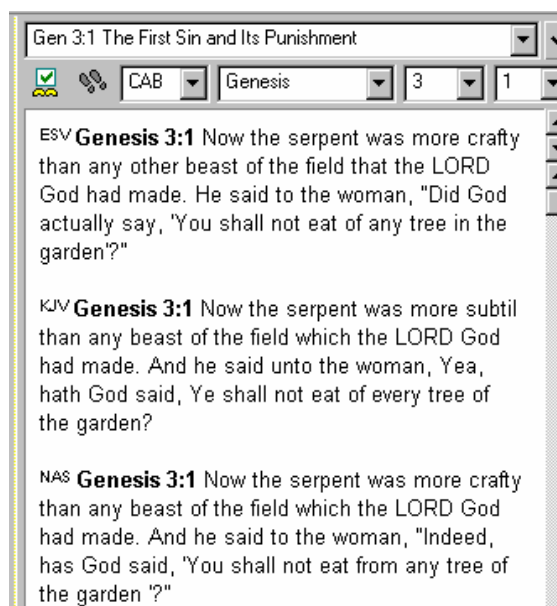 Gen 3:1 The First Sin and Its Punishment
CAB Genesis 3 1
ESV Genesis 3:1 Now the serpent was more crafty
than any other beast of the field that the LORD
God had made. He said to the woman, "Did God
actually say, 'You shall not eat of any tree in the
garden'?"
KJV Genesis 3:1 Now the serpent was more subtil
than any beast of the field which the LORD God
had made. And he said unto the woman, Yea,
hath God said, Ye shall not eat of every tree of
the garden?
NAS Genesis 3:1 Now the serpent was more crafty
than any beast of the field which the LORD God
had made. And he said to the woman, "Indeed,
has God said, 'You shall not eat from any tree of
the garden '?"